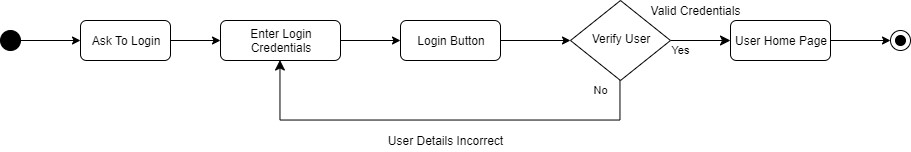 Ask To Login
Enter Login
Credentials
Login Button
Verify User
Valid Credentials
Yes
User Home Page
No
User Details Incorrect